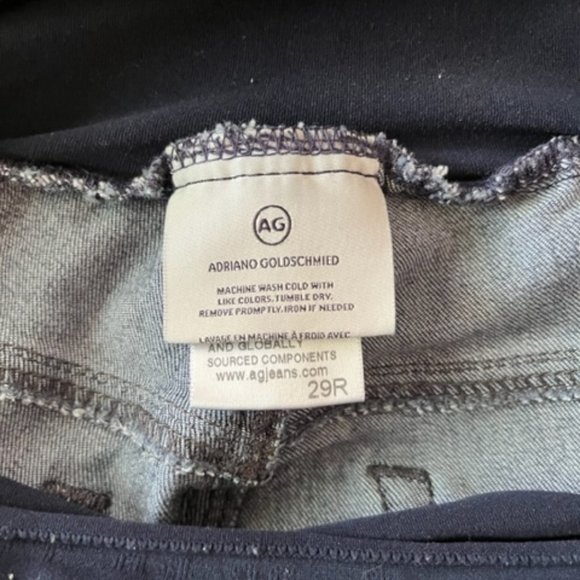 AG
ADRIANO GOLDSCHMIED
MACHINE WASH COLD WITH
LIKE COLORS, TUMBLE DRY.
REMOVE PROMPTLY. IRON IF NEEDED
LAVAGE EN MACHINE À FROID AVEC
AND GLOBALLY
SOURCED COMPONENTS
www.agjeans.com
29R